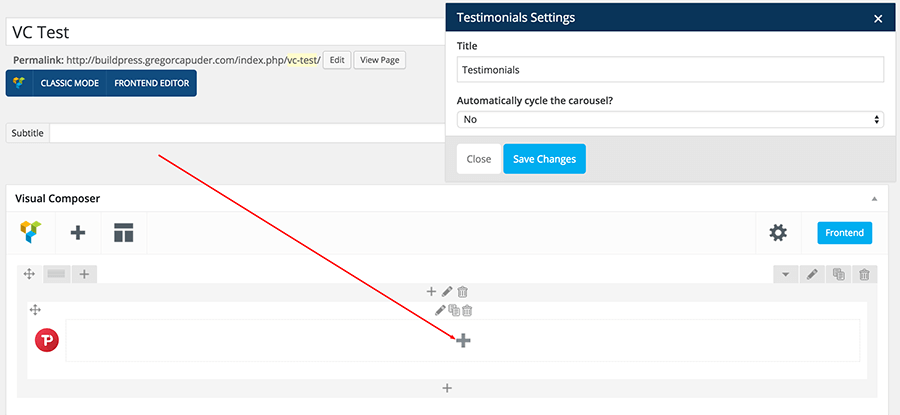 VC Test
Permalink: http://buildpress.gregorcapuder.com/index.php/vc-test/ Edit View Page
CLASSIC MODE FRONTEND EDITOR
Subtitle
Testimonials Settings
Title
Testimonials
Automatically cycle the carousel?
No
Close Save Changes
Visual Composer
Frontend
TP